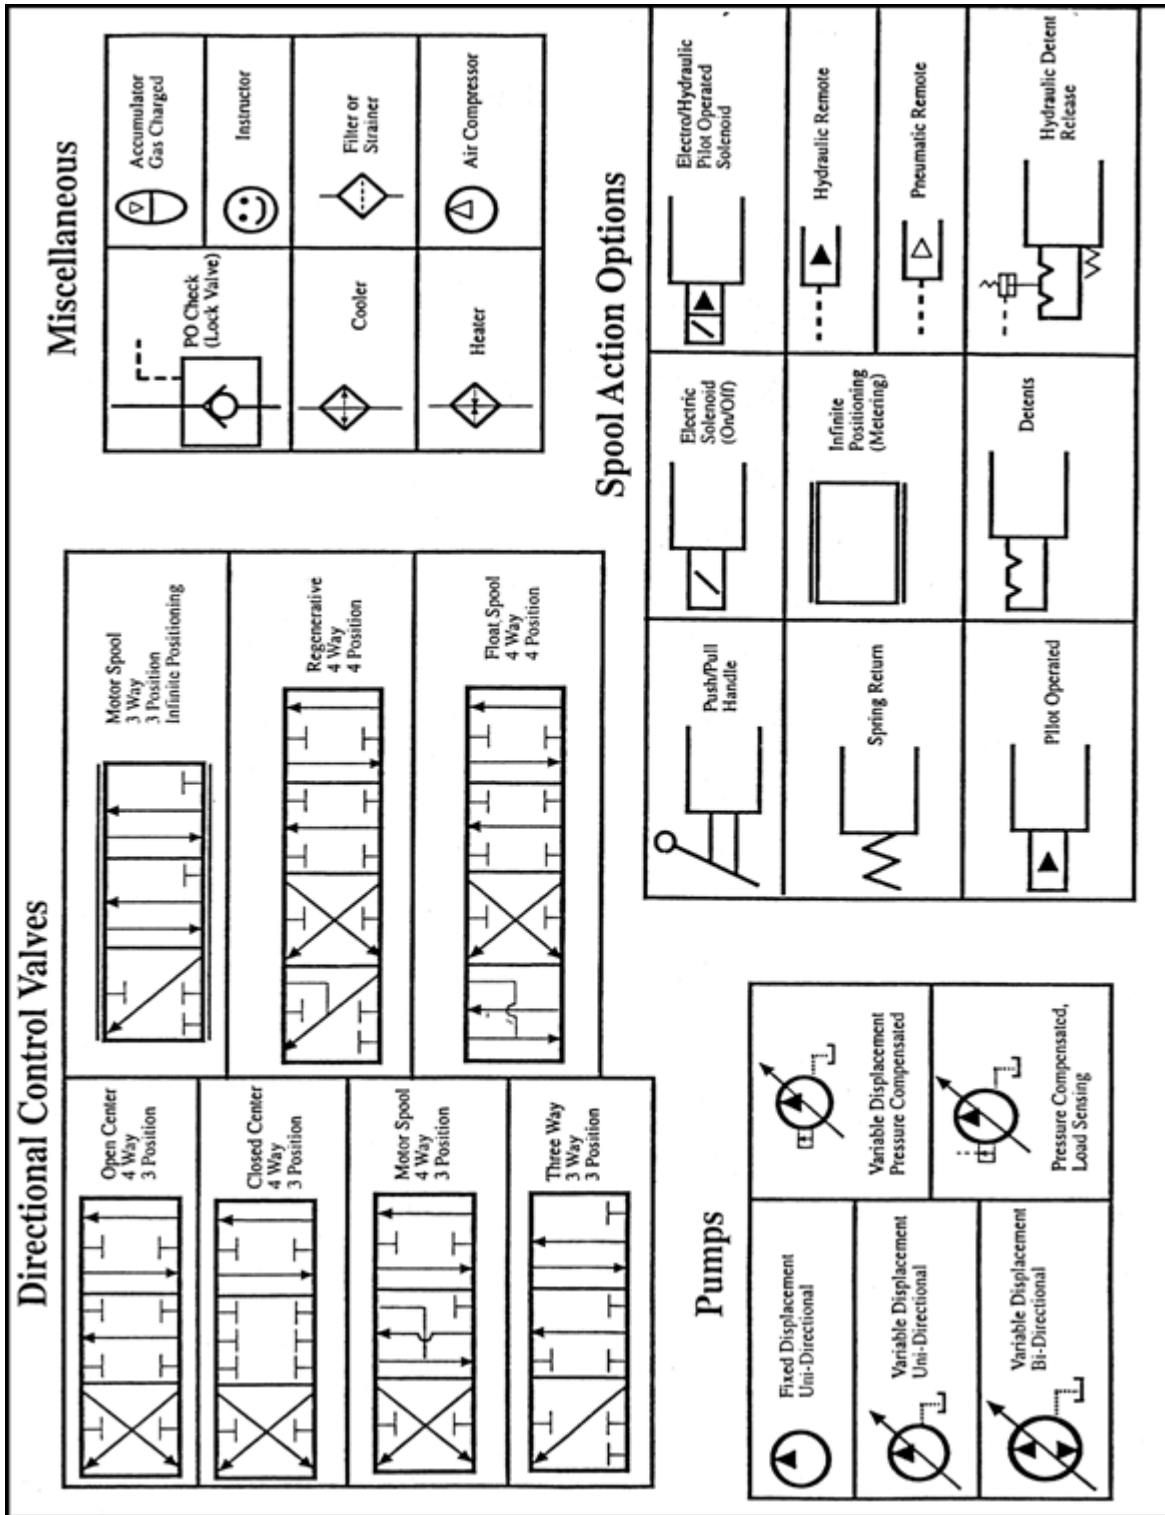 Directional Control Valves
Open Center
4 Way
3 Position
Closed Center
4 Way
3 Position
Motor Spool
4 Way
3 Position
Three Way
3 Way
3 Position
Motor Spool
3 Way
3 Position
Infinite Positioning
Regenerative
4 Way
4 Position
Float Spool
4 Way
4 Position
Miscellaneous
PO Check
(Lock Valve)
Accumulator
Gas Charged
Instructor
Cooler
Filter or
Strainer
Heater
Air Compressor
Pumps
Fixed Displacement
Uni-Directional
Variable Displacement
Uni-Directional
Variable Displacement
Bi-Directional
Variable Displacement
Pressure Compensated
Pressure Compensated,
Load Sensing
Spool Action Options
Push/Pull
Handle
Electric
Solenoid
(On/Off)
Electro/Hydraulic
Pilot Operated
Solenoid
Spring Return
Infinite
Positioning
(Metering)
Hydraulic Remote
Pneumatic Remote
Pilot Operated
Detents
Hydraulic Detent
Release